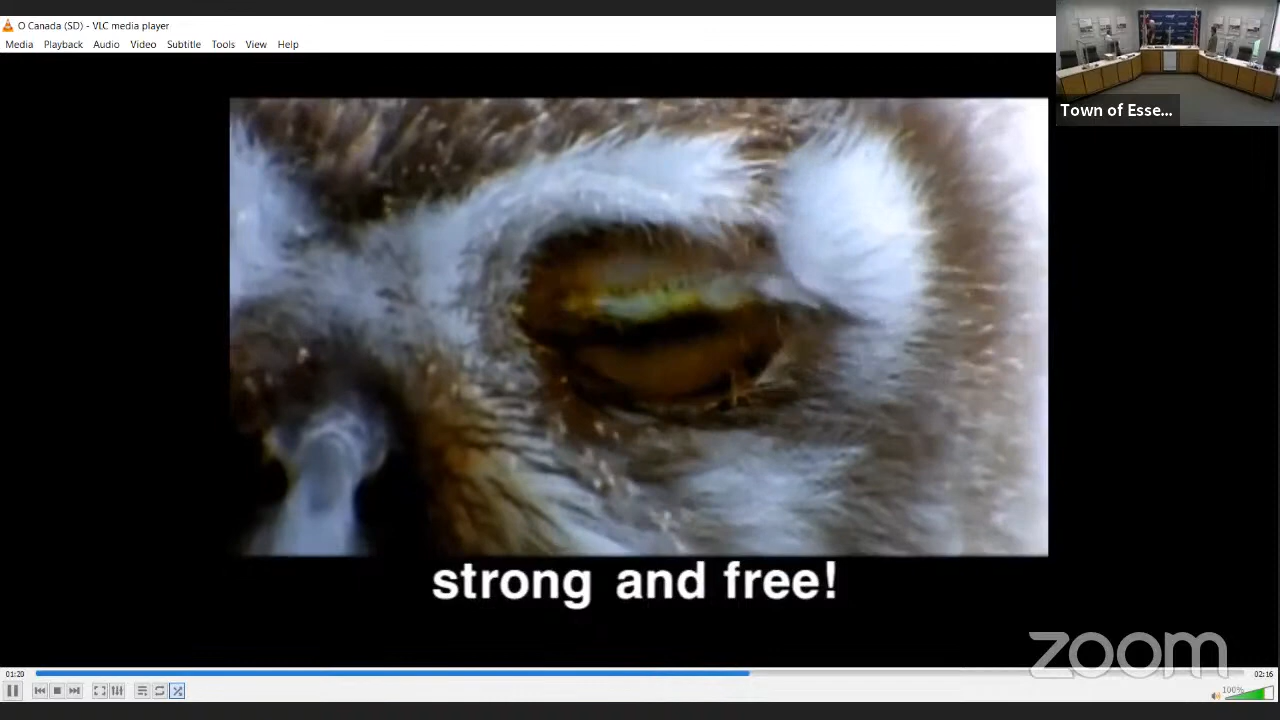 O Canada (SD) - VLC media player
Media Playback Audio Video Subtitle Tools View Help
Town of Esse...
strong and free!
zoom
01:20
02:16
100%